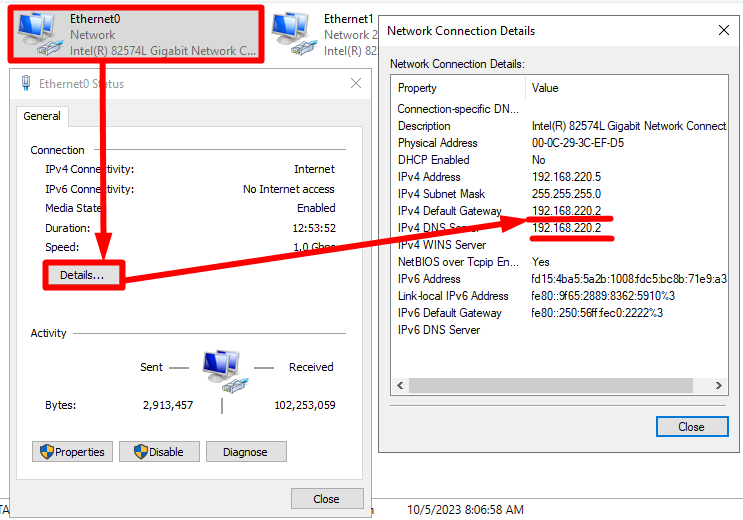 Ethernet0
Network
Intel(R) 82574L Gigabit Network C...
Ethernet1
Network 2
Intel(R) 82
Ethernet0 Status
General
Connection
IPv4 Connectivity: Internet
IPv6 Connectivity: No Internet access
Media State Enabled
Duration: 12:53:52
Speed: 1.0 Gbps
Details...
Activity
Sent Received
Bytes: 2,913,457 102,253,059
Properties Disable Diagnose
Close
Network Connection Details
Network Connection Details:
Property Value
Connection-specific DN...
Description Intel(R) 82574L Gigabit Network Connect
Physical Address 00-0C-29-3C-EF-D5
DHCP Enabled No
IPv4 Address 192.168.220.5
IPv4 Subnet Mask 255.255.255.0
IPv4 Default Gateway 192.168.220.2
IPv4 DNS Server 192.168.220.2
IPv4 WINS Server
NetBIOS over Tcpip En... Yes
IPv6 Address fd15:4ba5:5a2b:1008:fdc5:bc8b:71e9:a3
Link-local IPv6 Address fe80::9f65:2889:8362:5910%3
IPv6 Default Gateway fe80::250:56ff:fec0:2222%3
IPv6 DNS Server
Close
10/5/2023 8:06:58 AM